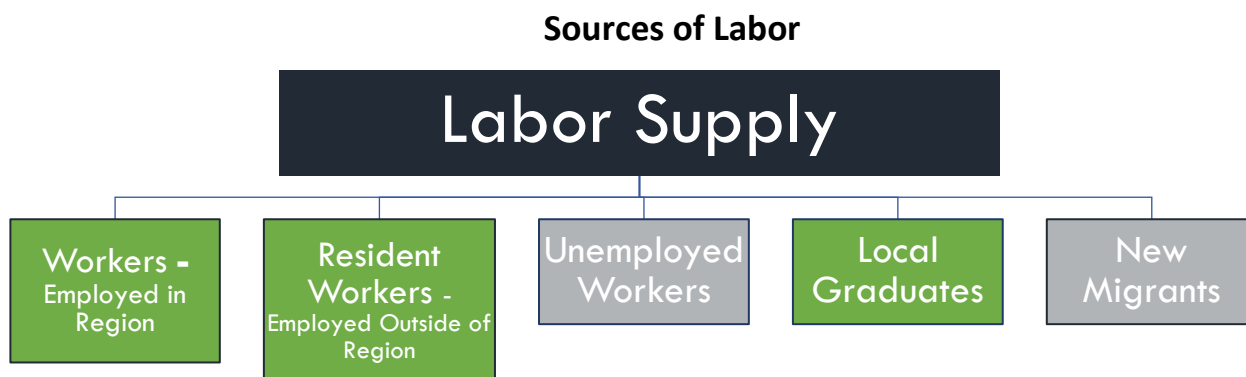 Sources of Labor
Labor Supply
Workers -
Employed in
Region
Resident
Workers -
Employed Outside of
Region
Unemployed
Workers
Local
Graduates
New
Migrants